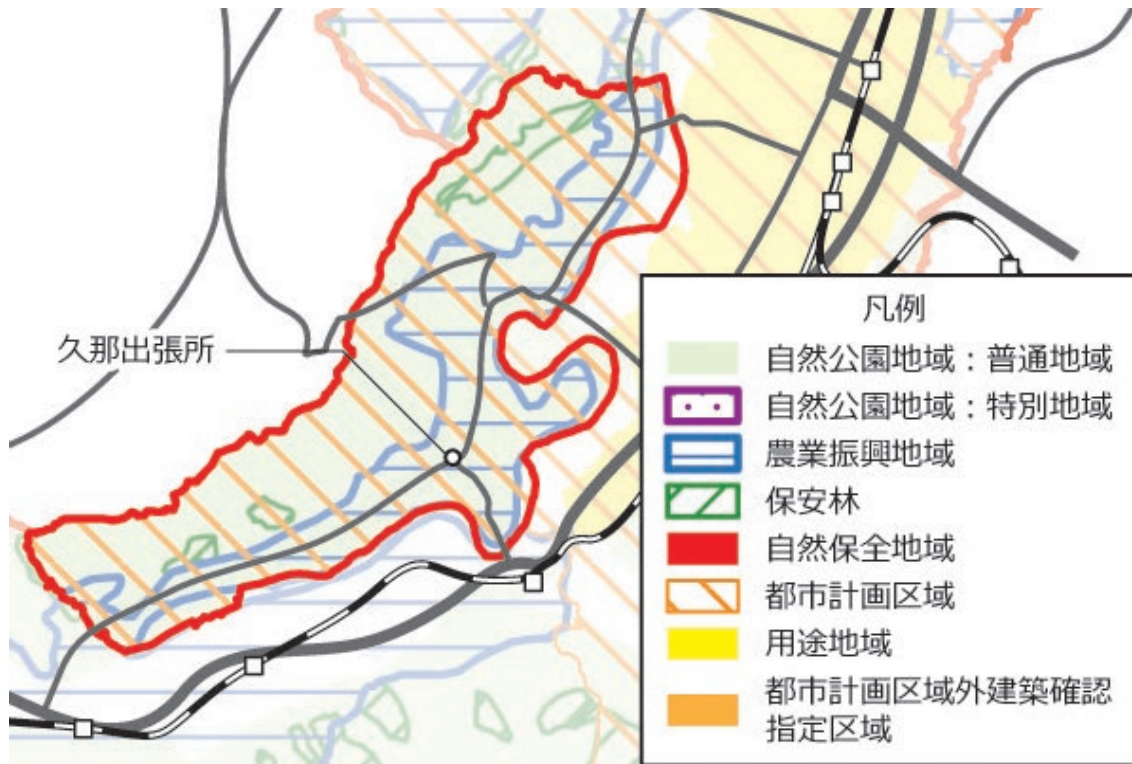 久那出張所
凡例
自然公園地域:普通地域
自然公園地域:特別地域
農業振興地域
保安林
自然保全地域
都市計画区域
用途地域
都市計画区域外建築確認
指定区域